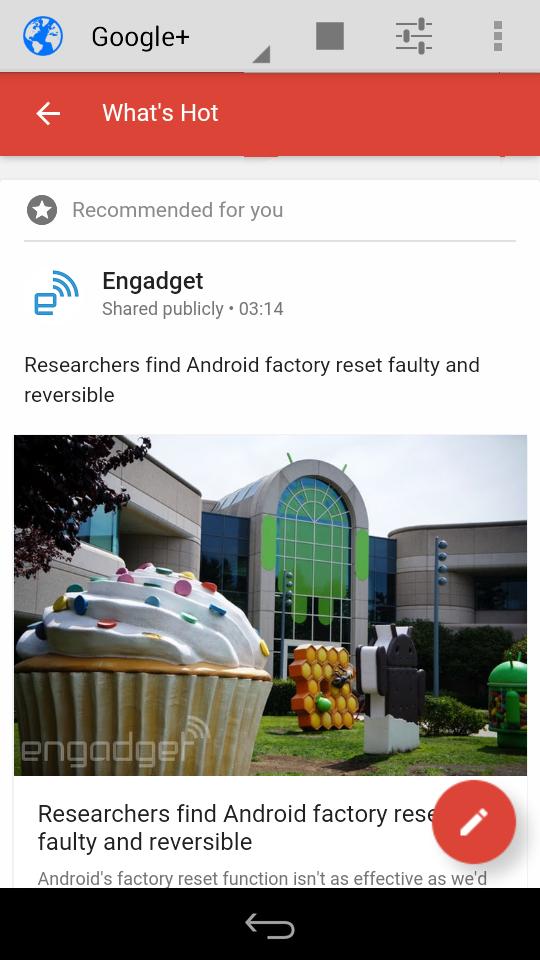 Google+
What's Hot
Recommended for you
Engadget
Shared publicly • 03:14
Researchers find Android factory reset faulty and
reversible
engadget
Researchers find Android factory rese
faulty and reversible
Android's factory reset function isn't as effective as we'd